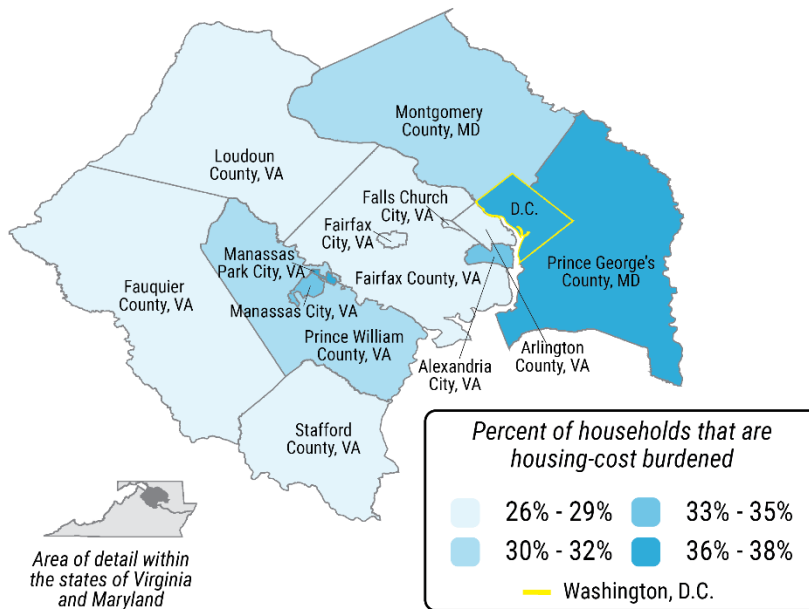 Montgomery
County, MD
Loudoun
County, VA
Falls Church
City, VA
D.C.
Fairfax
City, VA
Manassas
Park City, VA
Fairfax County, VA
Prince George's
County, MD
Fauquier
County, VA
Manassas City, VA
Prince William
County, VA
Alexandria
City, VA
Arlington
County, VA
Stafford
County, VA
Percent of households that are
housing-cost burdened
26% - 29%
33% - 35%
30% - 32%
36% - 38%
Washington, D.C.
Area of detail within
the states of Virginia
and Maryland